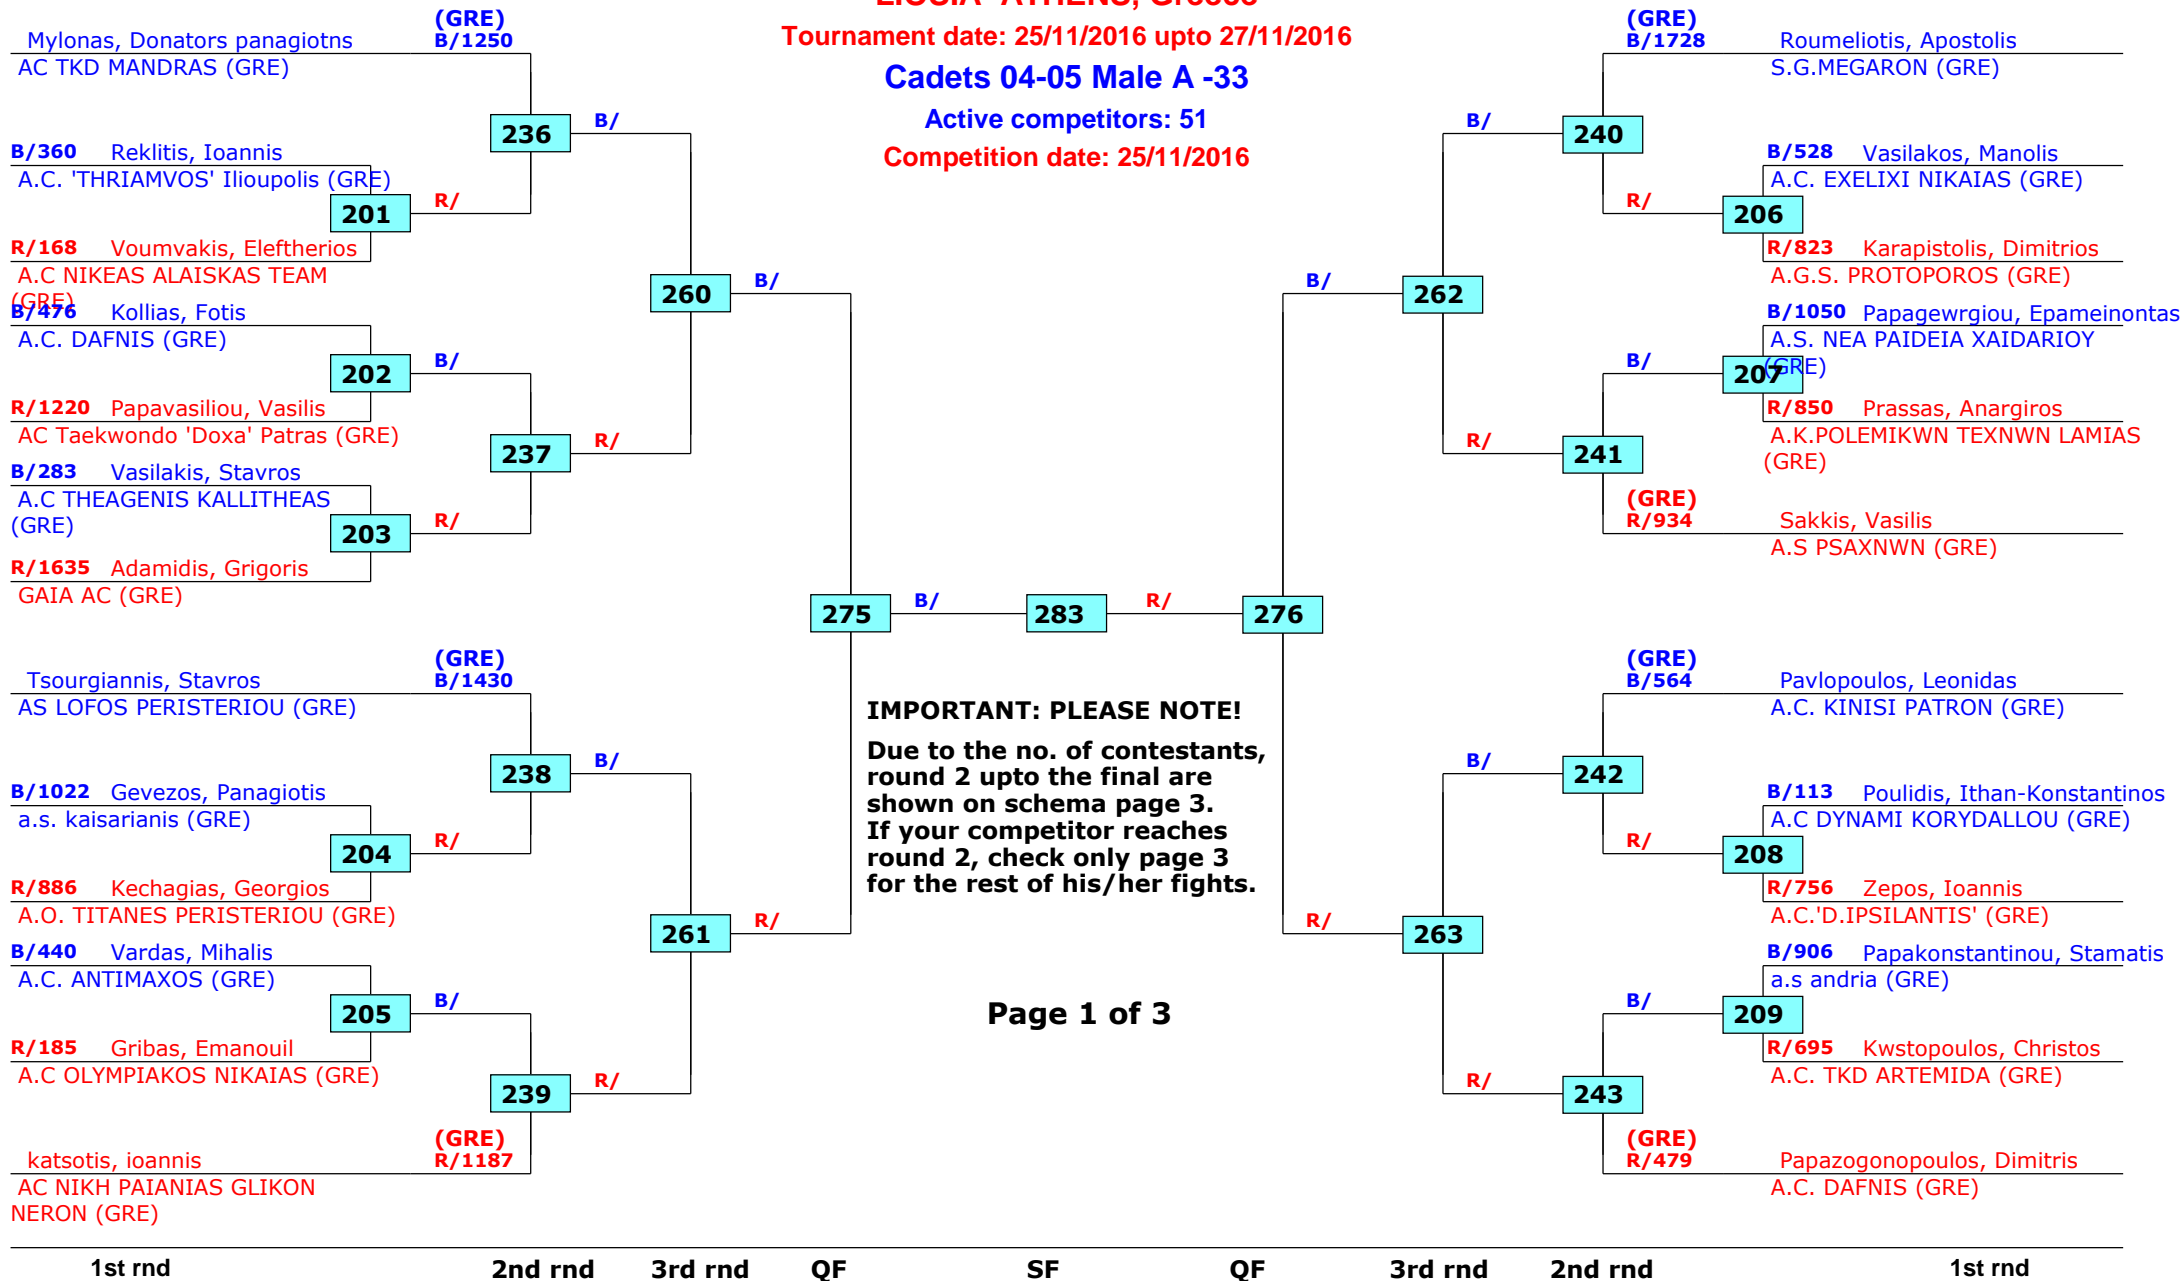 Tournament date: 25/11/2016 upto 27/11/2016
Cadets 04-05 Male A -33
Active competitors: 51
Competition date: 25/11/2016
(GRE)
Mylonas, Donators panagiotns B/1250
AC TKD MANDRAS (GRE)
236 B/
B/360 Reklitis, Ioannis
A.C. 'THRIAMVOS' Ilioupolis (GRE)
201 R/
R/168 Voumvakis, Eleftherios
A.C NIKEAS ALAISKAS TEAM
(GRE)
260 B/
B/476 Kollias, Fotis
A.C. DAFNIS (GRE)
202 B/
R/1220 Papavasiliou, Vasilis
AC Taekwondo 'Doxa' Patras (GRE)
237 R/
B/283 Vasilakis, Stavros
A.C THEAGENIS KALLITHEAS
(GRE)
203 R/
R/1635 Adamidis, Grigoris
GAIA AC (GRE)
275 B/ 283 R/ 276
(GRE)
Tsourgiannis, Stavros B/1430
AS LOFOS PERISTERIOU (GRE)
238 B/
B/1022 Gevezos, Panagiotis
a.s. kaisarianis (GRE)
204 R/
R/886 Kechagias, Georgios
A.O. TITANES PERISTERIOU (GRE)
261 R/
B/440 Vardas, Mihalis
A.C. ANTIMAXOS (GRE)
205 B/
R/185 Gribas, Emanouil
A.C OLYMPIAKOS NIKAIAS (GRE)
239 R/
(GRE)
katsotis, ioannis R/1187
AC NIKH PAIANIAS GLIKON
NERON (GRE)
IMPORTANT: PLEASE NOTE!
Due to the no. of contestants,
round 2 upto the final are
shown on schema page 3.
If your competitor reaches
round 2, check only page 3
for the rest of his/her fights.
Page 1 of 3
(GRE)
B/1728 Roumeliotis, Apostolis
S.G.MEGARON (GRE)
B/ 240
B/528 Vasilakos, Manolis
A.C. EXELIXI NIKAIAS (GRE)
R/ 206
R/823 Karapistolis, Dimitrios
A.G.S. PROTOPOROS (GRE)
B/ 262
B/1050 Papagewrgiou, Epameinontas
A.S. NEA PAIDEIA XAIDARIOY
(GRE)
B/ 207
R/850 Prassas, Anargiros
A.K.POLEMIKWN TEXNWN LAMIAS
(GRE)
R/ 241
(GRE)
R/934 Sakkis, Vasilis
A.S PSAXNWN (GRE)
(GRE)
B/564 Pavlopoulos, Leonidas
A.C. KINISI PATRON (GRE)
B/ 242
B/113 Poulidis, Ithan-Konstantinos
A.C DYNAMI KORYDALLOU (GRE)
R/ 208
R/756 Zepos, Ioannis
A.C.'D.IPSILANTIS' (GRE)
R/ 263
B/906 Papakonstantinou, Stamatis
a.s andria (GRE)
B/ 209
R/695 Kwstopoulos, Christos
A.C. TKD ARTEMIDA (GRE)
R/ 243
(GRE)
R/479 Papazogonopoulos, Dimitris
A.C. DAFNIS (GRE)
1st rnd 2nd rnd 3rd rnd QF SF QF 3rd rnd 2nd rnd 1st rnd